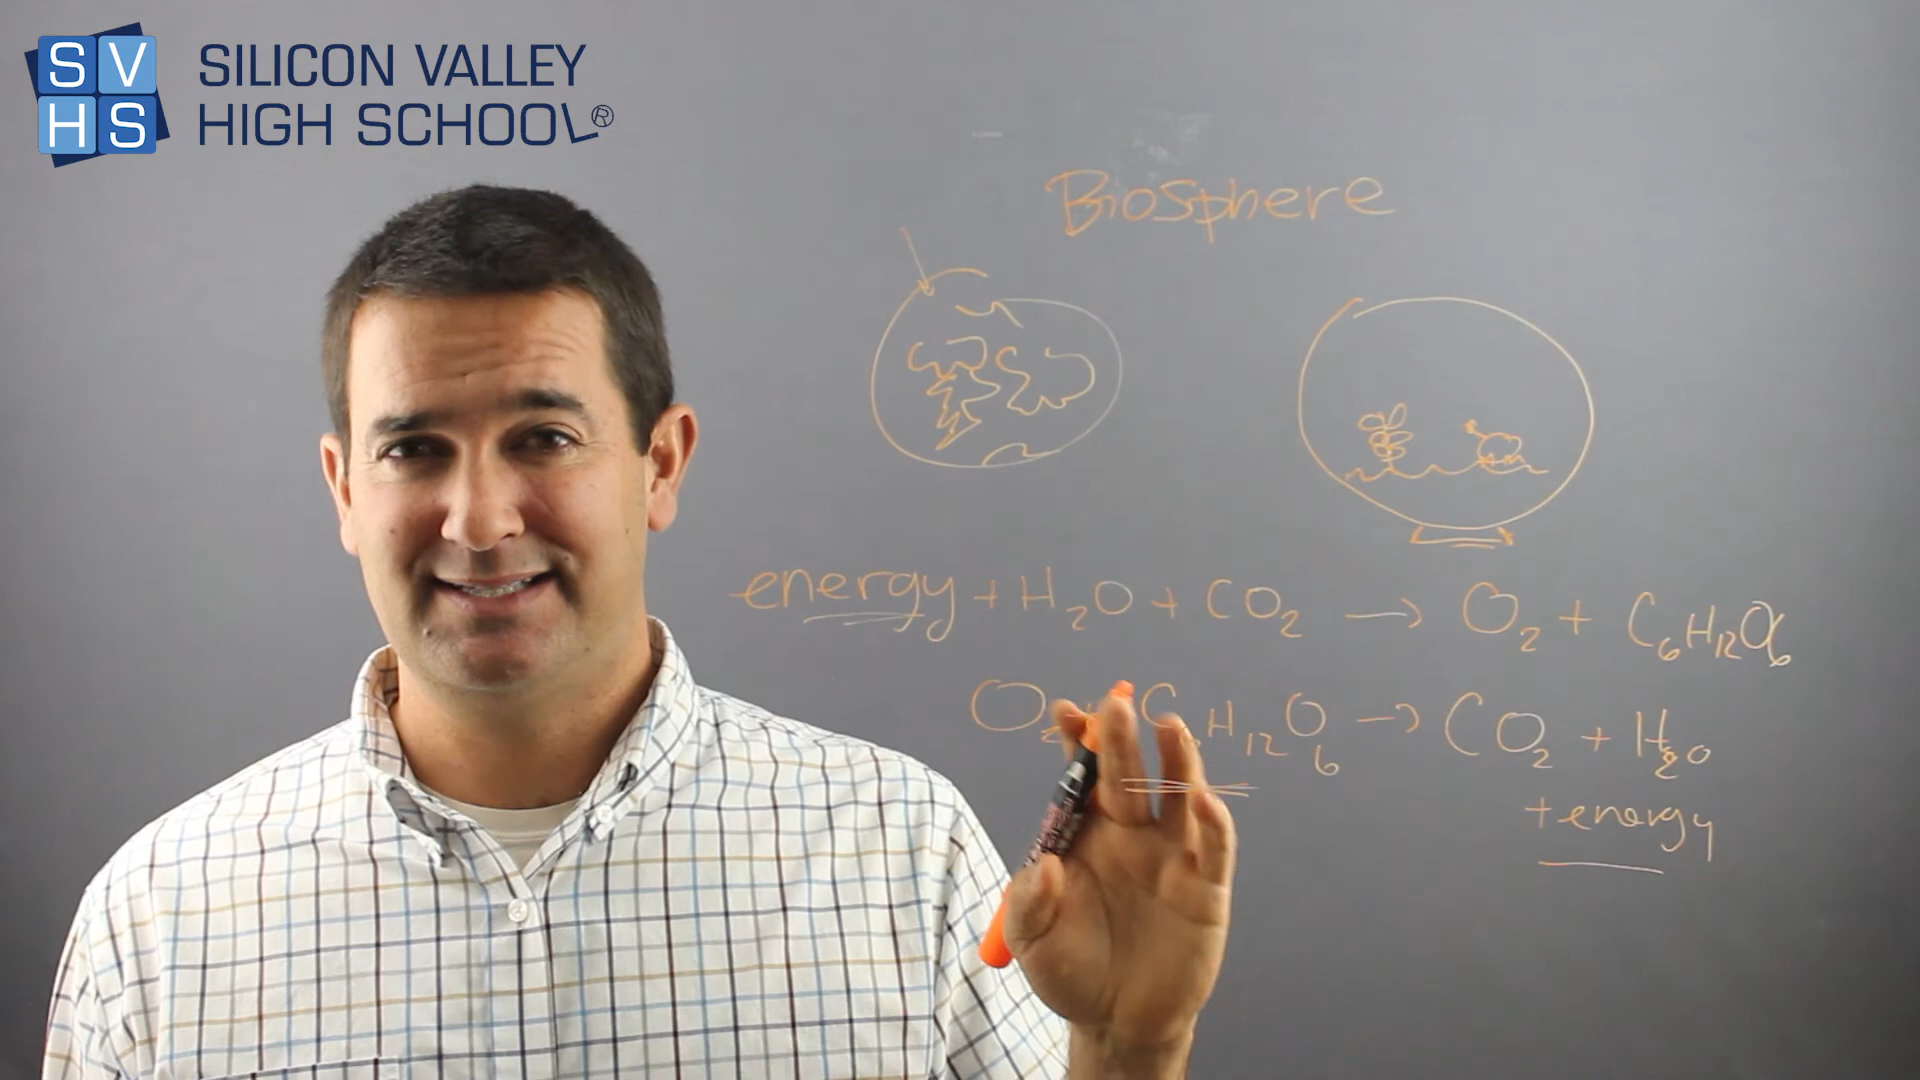 SV
HS
SILICON VALLEY
HIGH SCHOOL®
Biosphere
energy + H₂O + CO₂ → O₂ + C₆H₁₂O₆
O₂ + C₆H₁₂O₆ → CO₂ + H₂O
+ energy